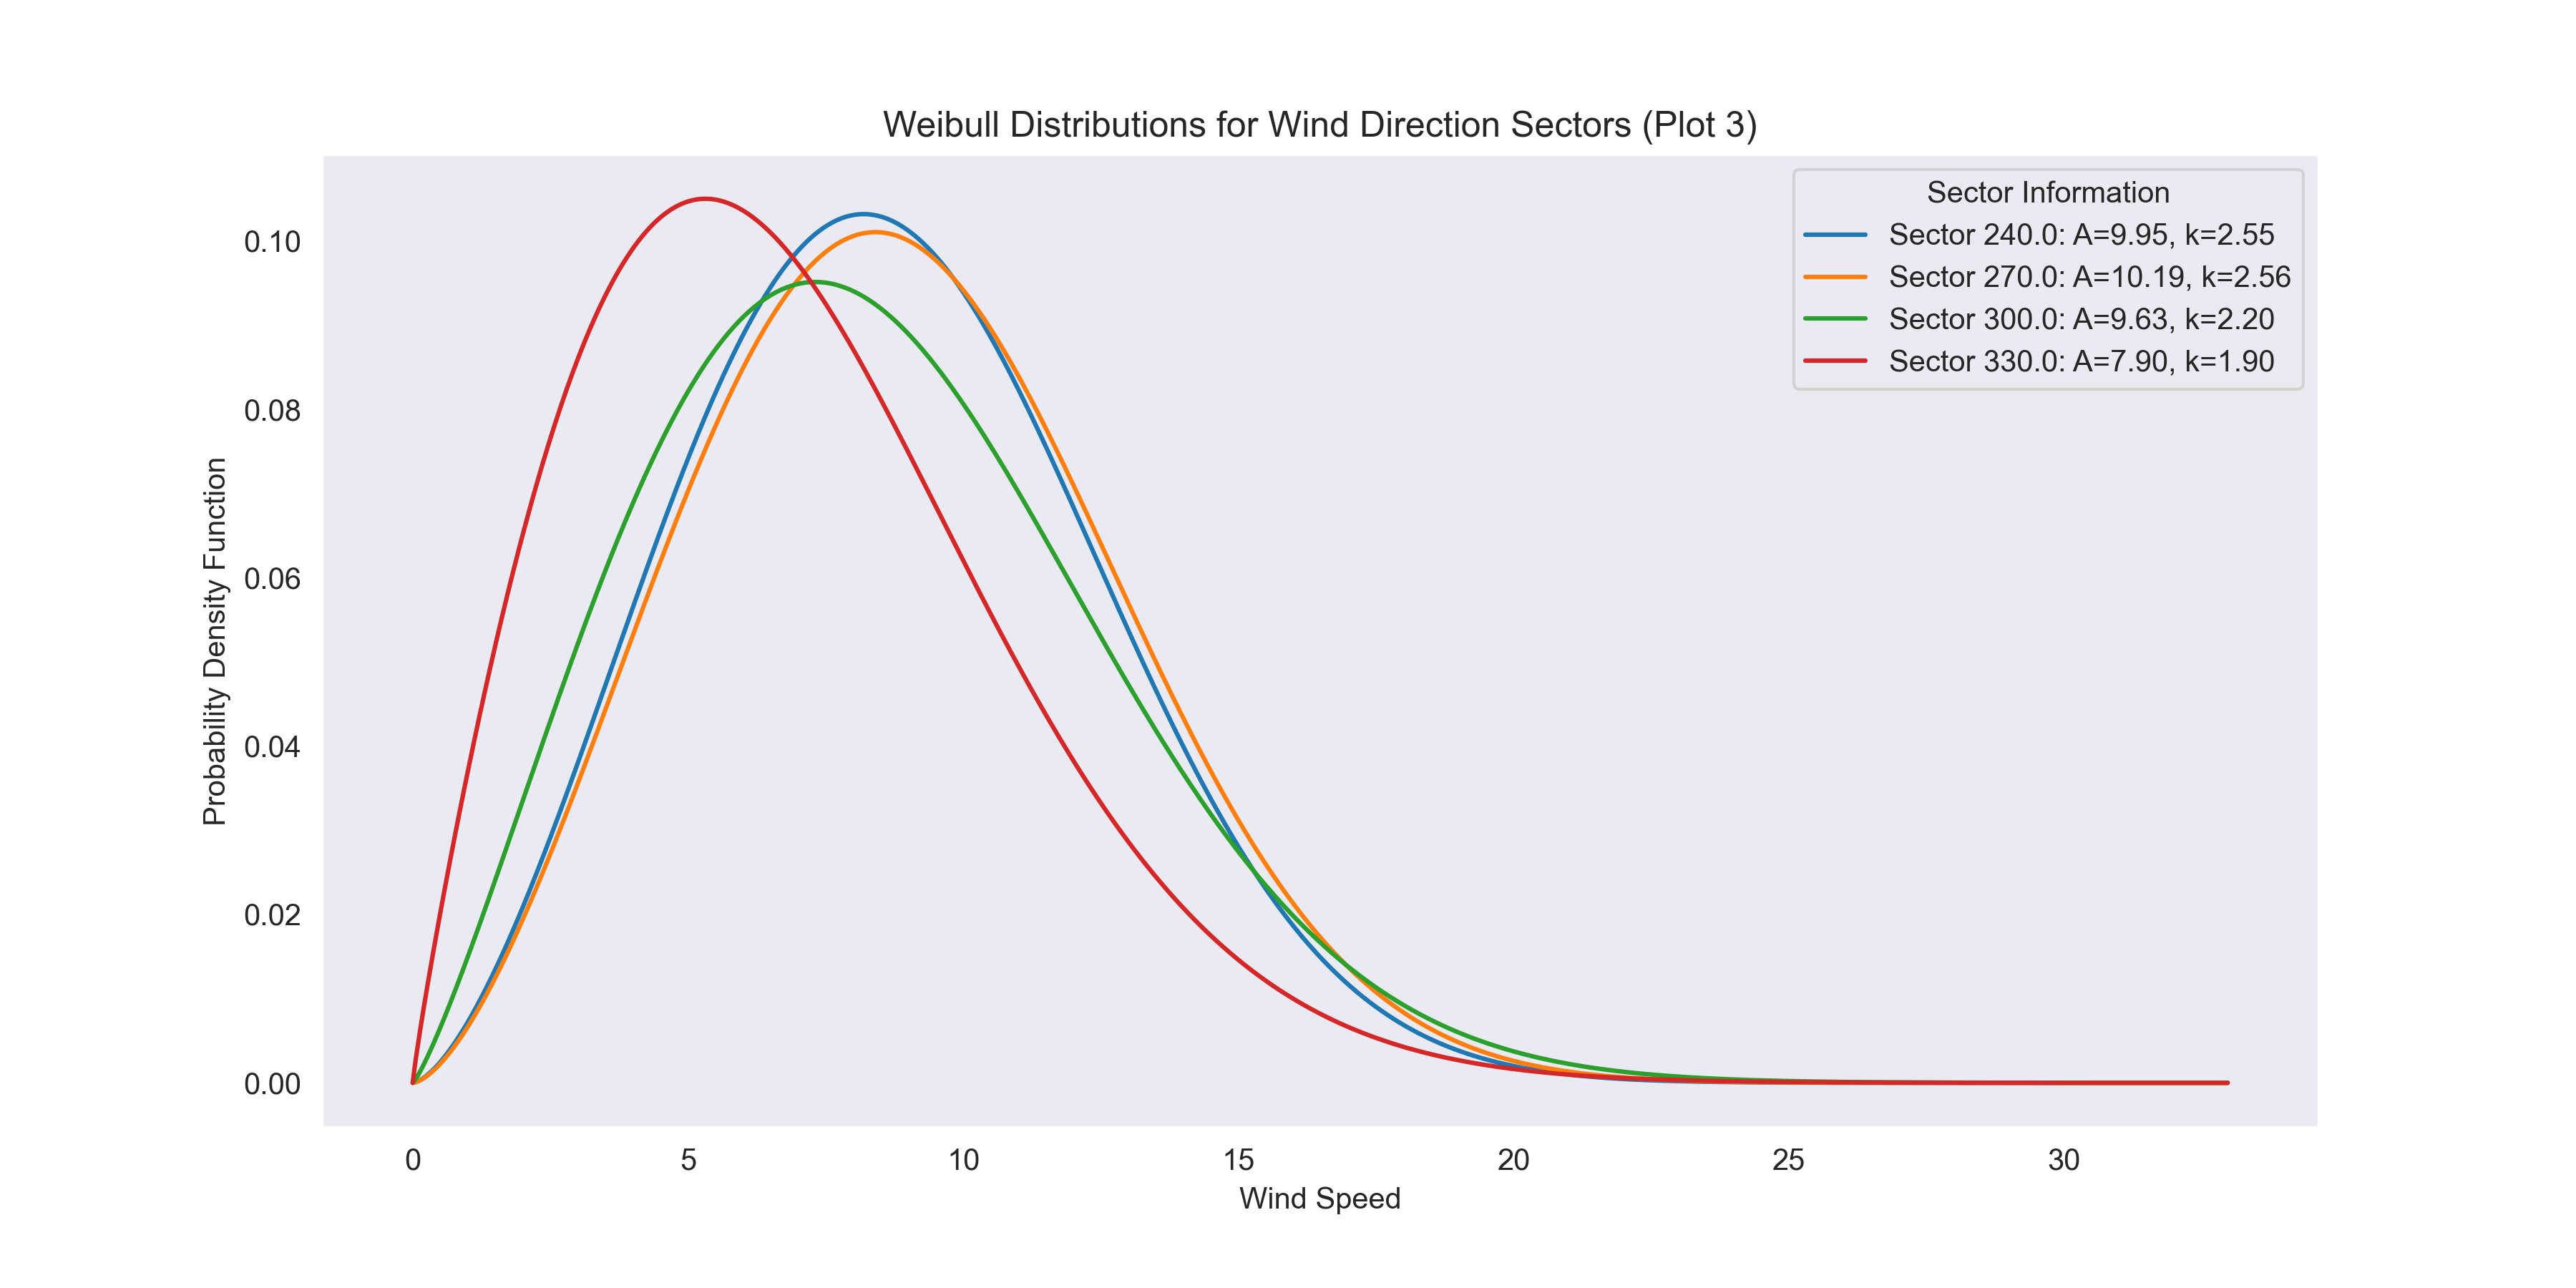 Weibull Distributions for Wind Direction Sectors (Plot 3)
Sector Information
Sector 240.0: A=9.95, k=2.55
Sector 270.0: A=10.19, k=2.56
Sector 300.0: A=9.63, k=2.20
Sector 330.0: A=7.90, k=1.90
Probability Density Function
0.10
0.08
0.06
0.04
0.02
0.00
0 5 10 15 20 25 30
Wind Speed